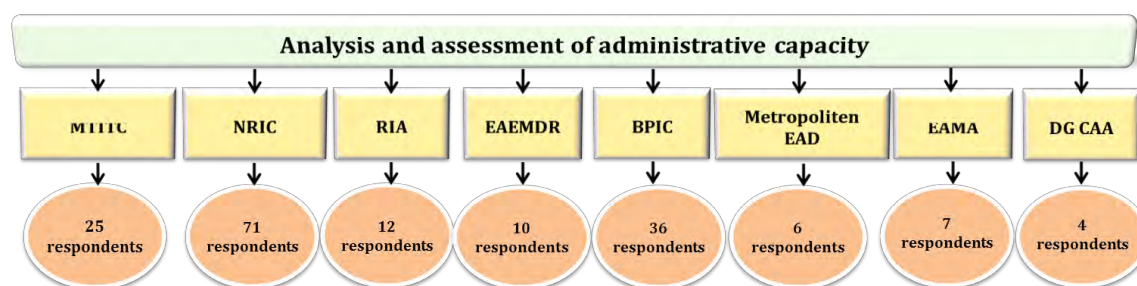 Analysis and assessment of administrative capacity
MTITC
NRIC
RIA
EAEMDR
BPIC
Metropoliten
EAD
EAMA
DG CAA
25
respondents
71
respondents
12
respondents
10
respondents
36
respondents
6
respondents
7
respondents
4
respondents